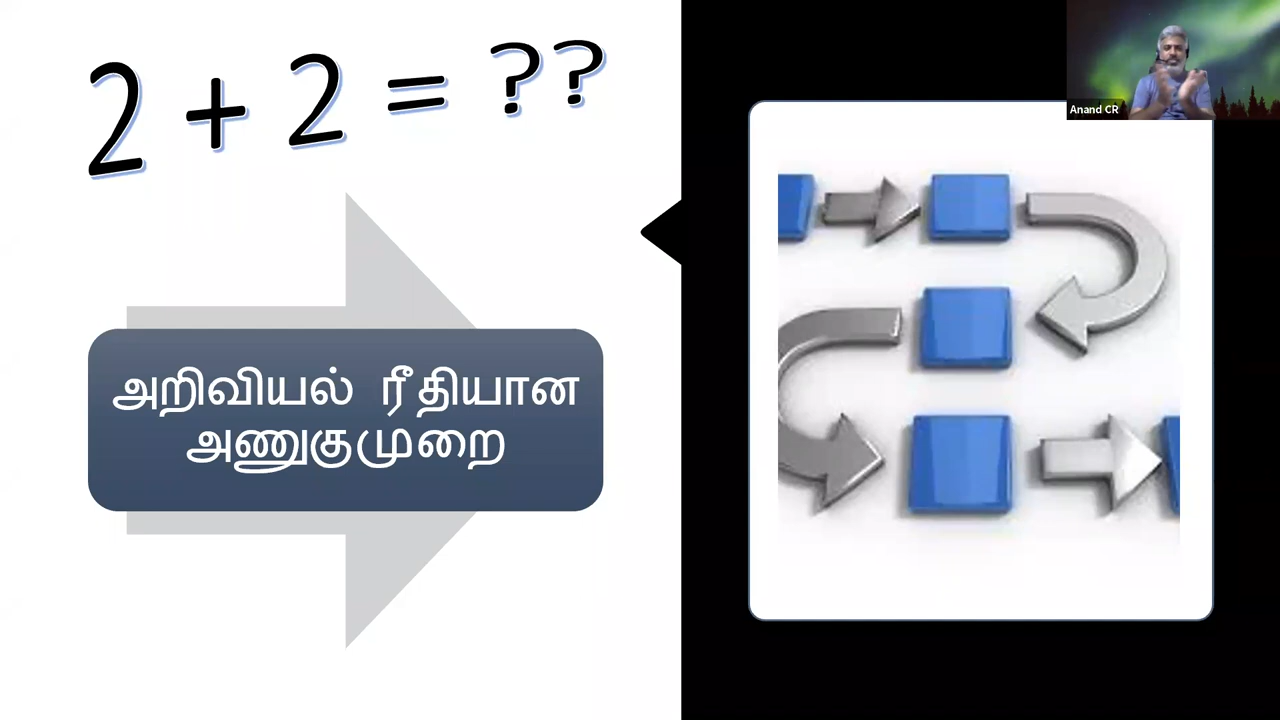 2 + 2 = ??
அறிவியல் ரீதியான
அணுகுமுறை
Anand CR